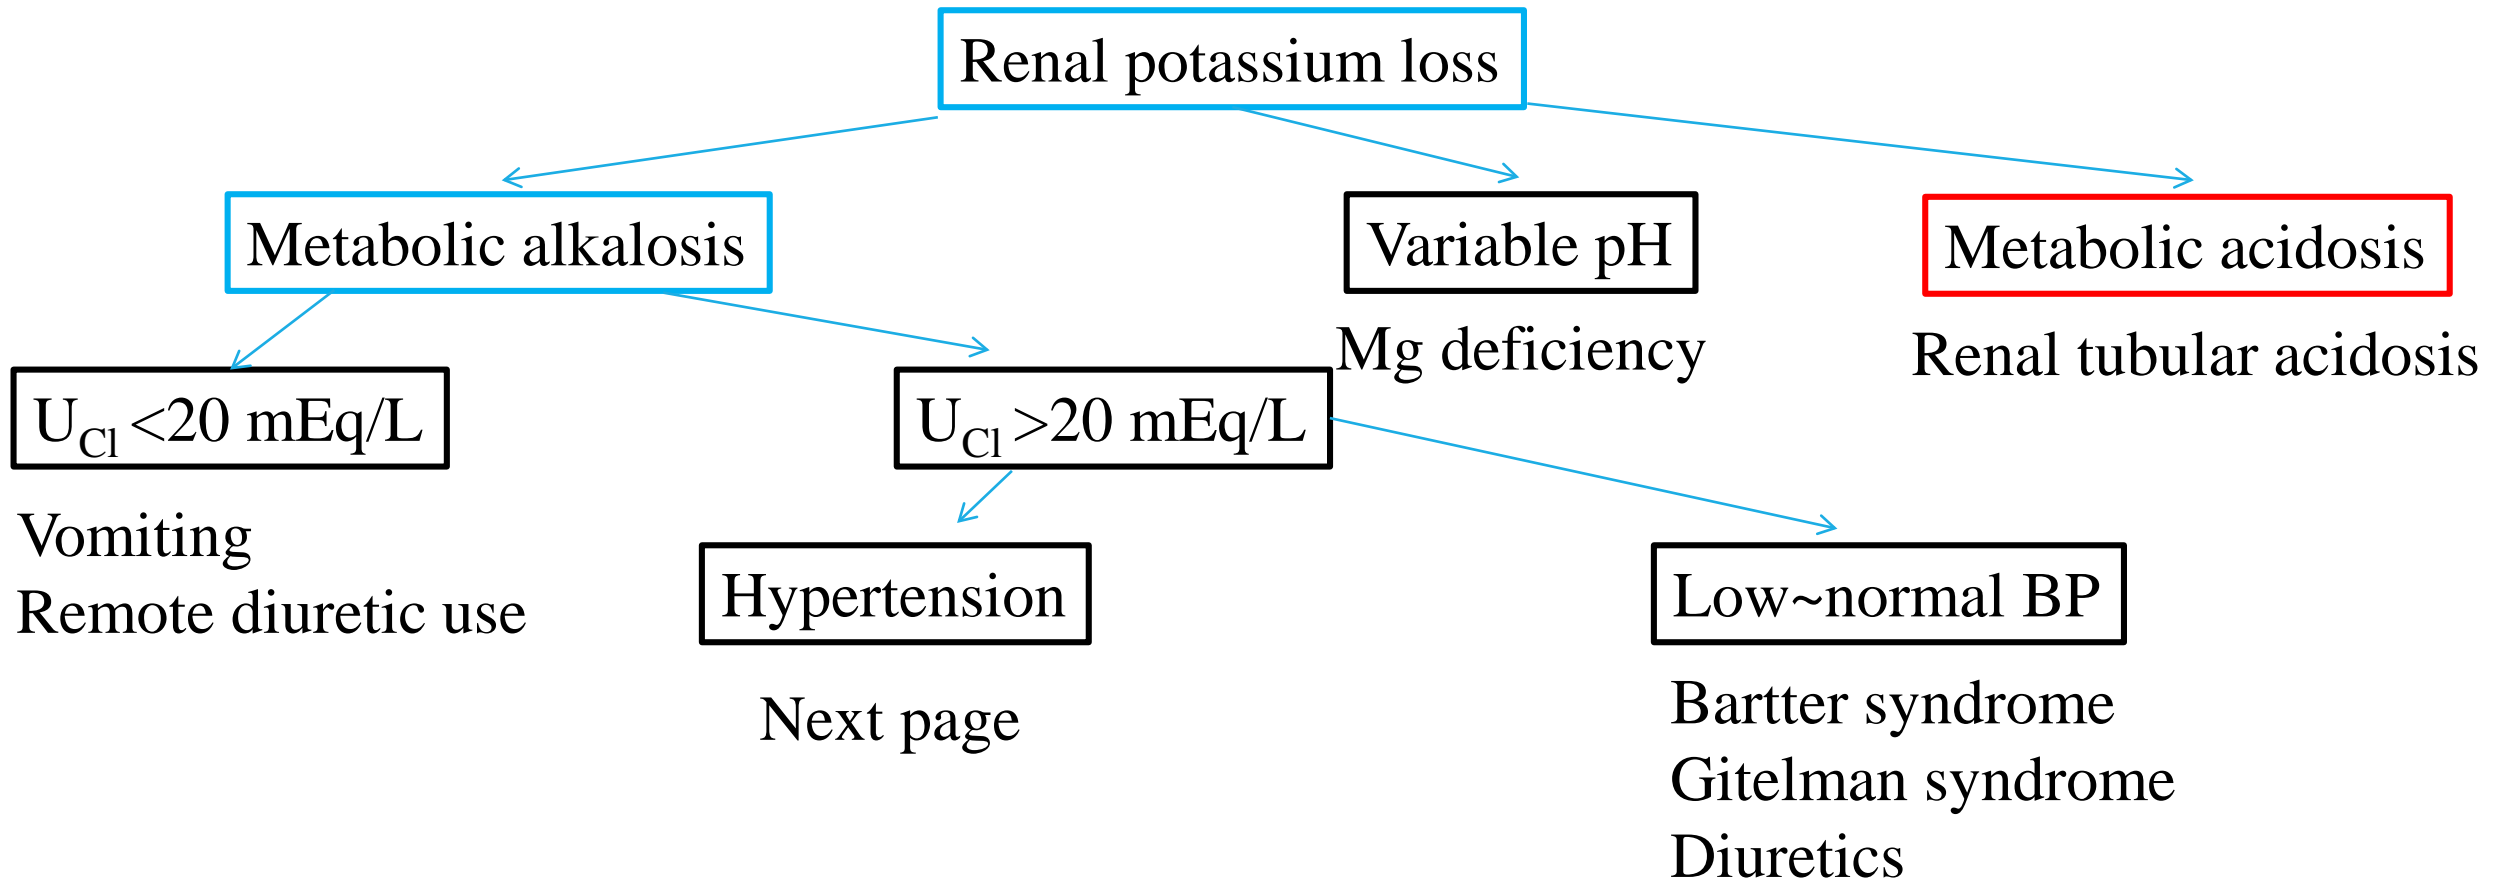 Renal potassium loss
Metabolic alkalosis
Variable pH
Metabolic acidosis
Mg deficiency
Renal tubular acidosis
UCl <20 mEq/L
UCl >20 mEq/L
Vomiting
Remote diuretic use
Hypertension
Low~normal BP
Next page
Barter syndrome
Gitelman syndrome
Diuretics